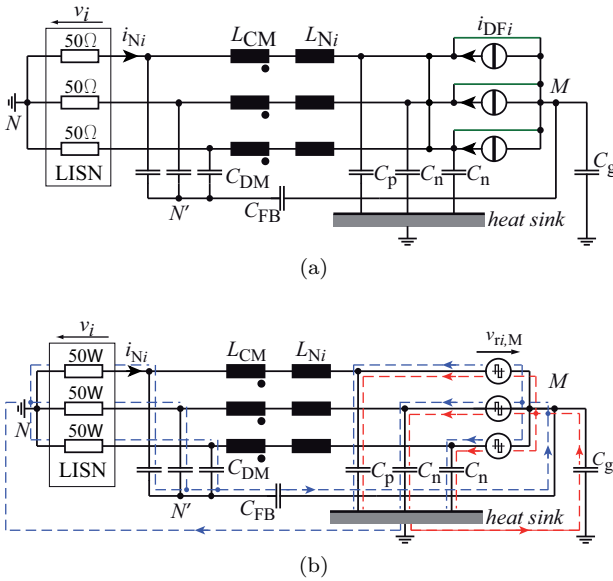 v_i
50Ω i_Ni L_CM L_Ni i_DFi
50Ω M
N
50Ω
LISN C_DM C_p C_n C_n C_g
N′ C_FB heat sink
(a)
v_i v_ri,M
50W i_Ni L_CM L_Ni
50W M
N
50W
LISN C_DM C_p C_n C_n C_g
N′ C_FB heat sink
(b)